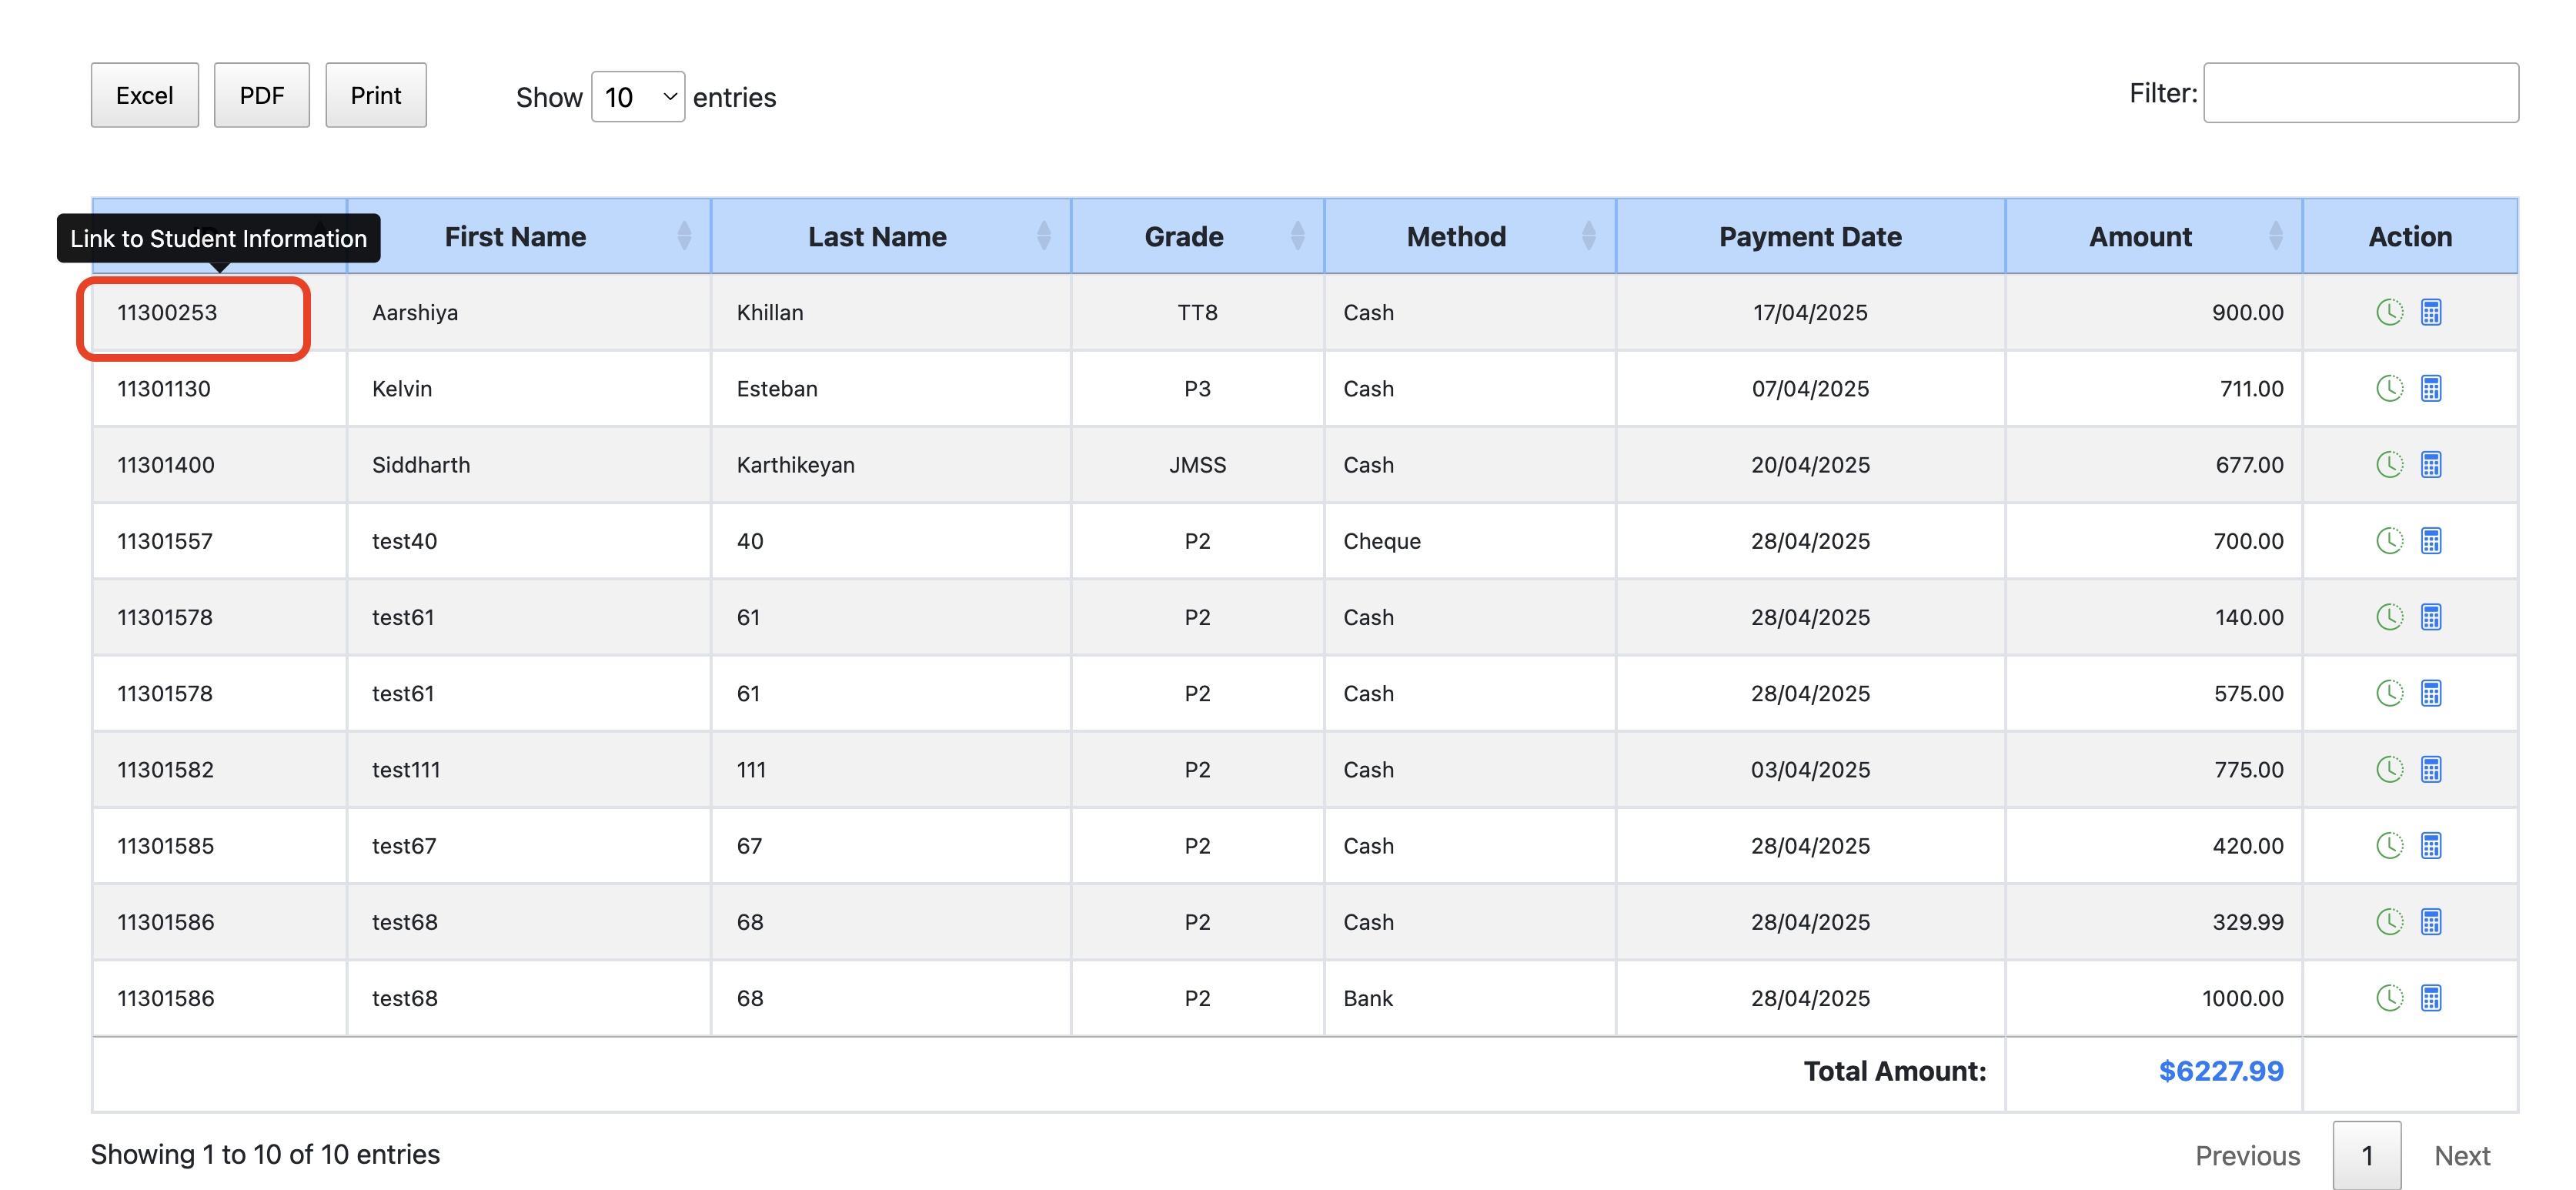 Excel PDF Print Show 10 entries Filter:
Link to Student Information First Name Last Name Grade Method Payment Date Amount Action
11300253 Aarshiya Khillan TT8 Cash 17/04/2025 900.00
11301130 Kelvin Esteban P3 Cash 07/04/2025 711.00
11301400 Siddharth Karthikeyan JMSS Cash 20/04/2025 677.00
11301557 test40 40 P2 Cheque 28/04/2025 700.00
11301578 test61 61 P2 Cash 28/04/2025 140.00
11301578 test61 61 P2 Cash 28/04/2025 575.00
11301582 test111 111 P2 Cash 03/04/2025 775.00
11301585 test67 67 P2 Cash 28/04/2025 420.00
11301586 test68 68 P2 Cash 28/04/2025 329.99
11301586 test68 68 P2 Bank 28/04/2025 1000.00
Total Amount: $6227.99
Showing 1 to 10 of 10 entries Previous 1 Next